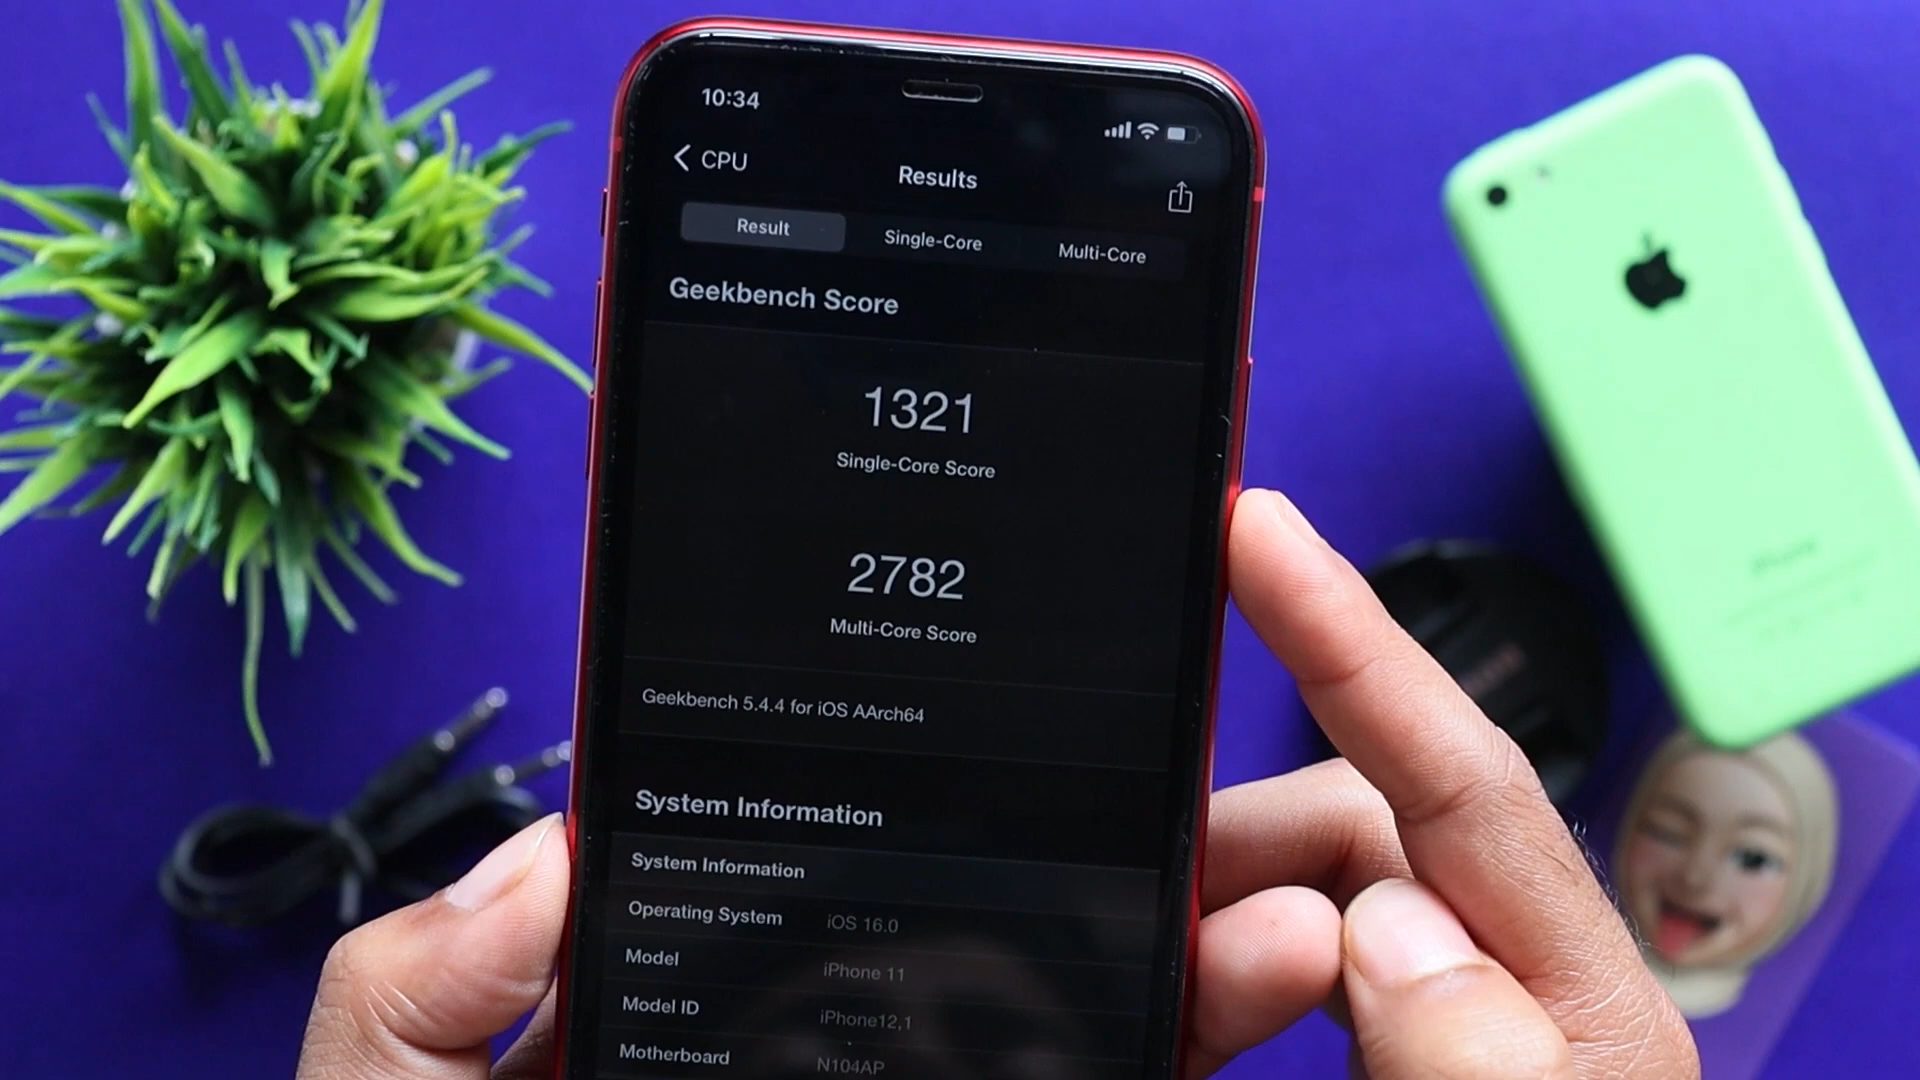 10:34
CPU
Results
Result Single-Core Multi-Core
Geekbench Score
1321
Single-Core Score
2782
Multi-Core Score
Geekbench 5.4.4 for iOS AArch64
System Information
System Information
Operating System iOS 16.0
Model iPhone 11
Model ID iPhone12,1
Motherboard N104AP
iPhone